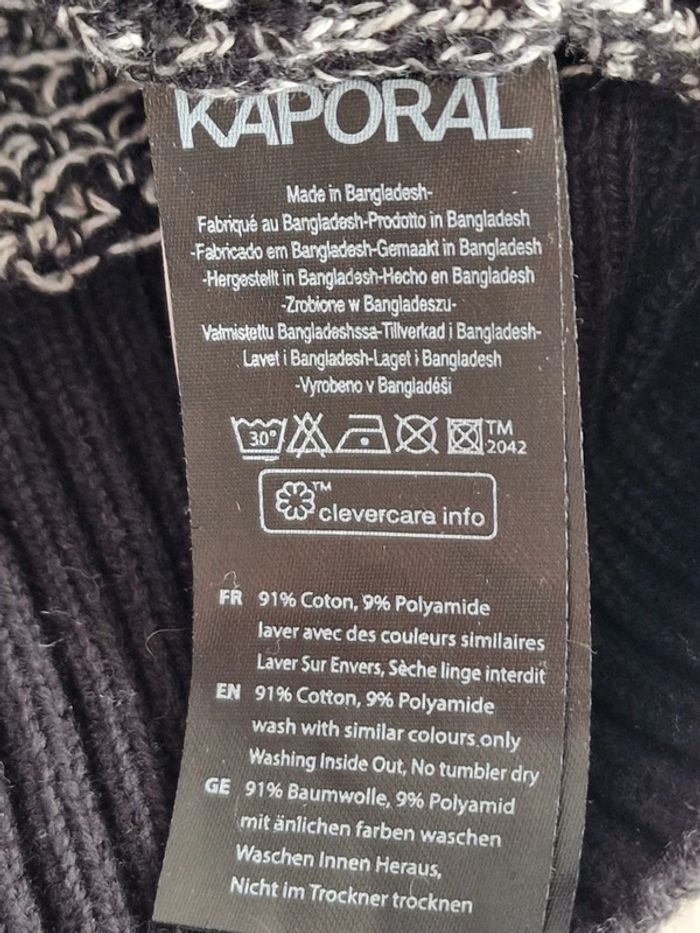 KAPORAL
Made in Bangladesh-
Fabriqué au Bangladesh-Prodotto in Bangladesh
-Fabricado em Bangladesh-Gemaakt in Bangladesh
-Hergestellt in Bangladesh-Hecho en Bangladesh
-Zrobione w Bangladeszu-
Valmistettu Bangladeshssa-Tillverkad i Bangladesh-
Lavet i Bangladesh-Laget i Bangladesh
-Vyrobeno v Bangladéši
30° TM
2042
TM clevercare info
FR 91% Coton, 9% Polyamide
laver avec des couleurs similaires
Laver Sur Envers, Sèche linge interdit
EN 91% Cotton, 9% Polyamide
wash with similar colours only
Washing Inside Out, No tumbler dry
GE 91% Baumwolle, 9% Polyamid
mit änlichen farben waschen
Waschen Innen Heraus,
Nicht im Trockner trocknen